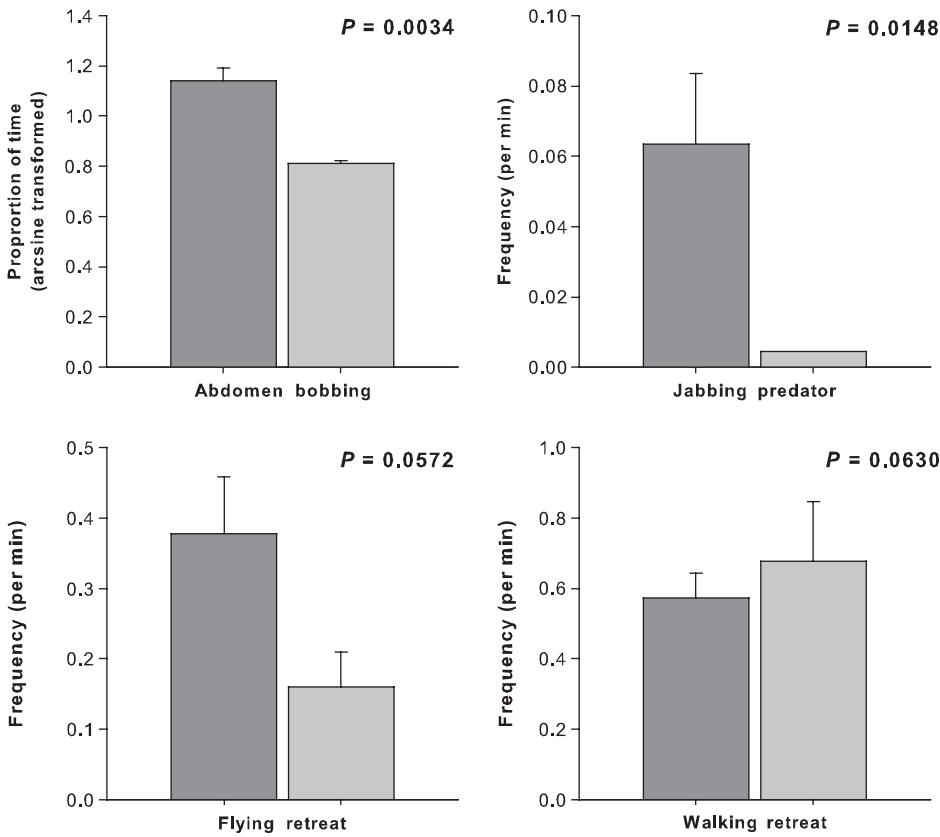 Proprortion of time
(arcsine transformed)
1.4
1.2
1.0
0.8
0.6
0.4
0.2
0.0
P = 0.0034
Abdomen bobbing
Frequency (per min)
0.10
0.08
0.06
0.04
0.02
0.00
P = 0.0148
Jabbing predator
Frequency (per min)
0.5
0.4
0.3
0.2
0.1
0.0
P = 0.0572
Flying retreat
Frequency (per min)
1.0
0.8
0.6
0.4
0.2
0.0
P = 0.0630
Walking retreat